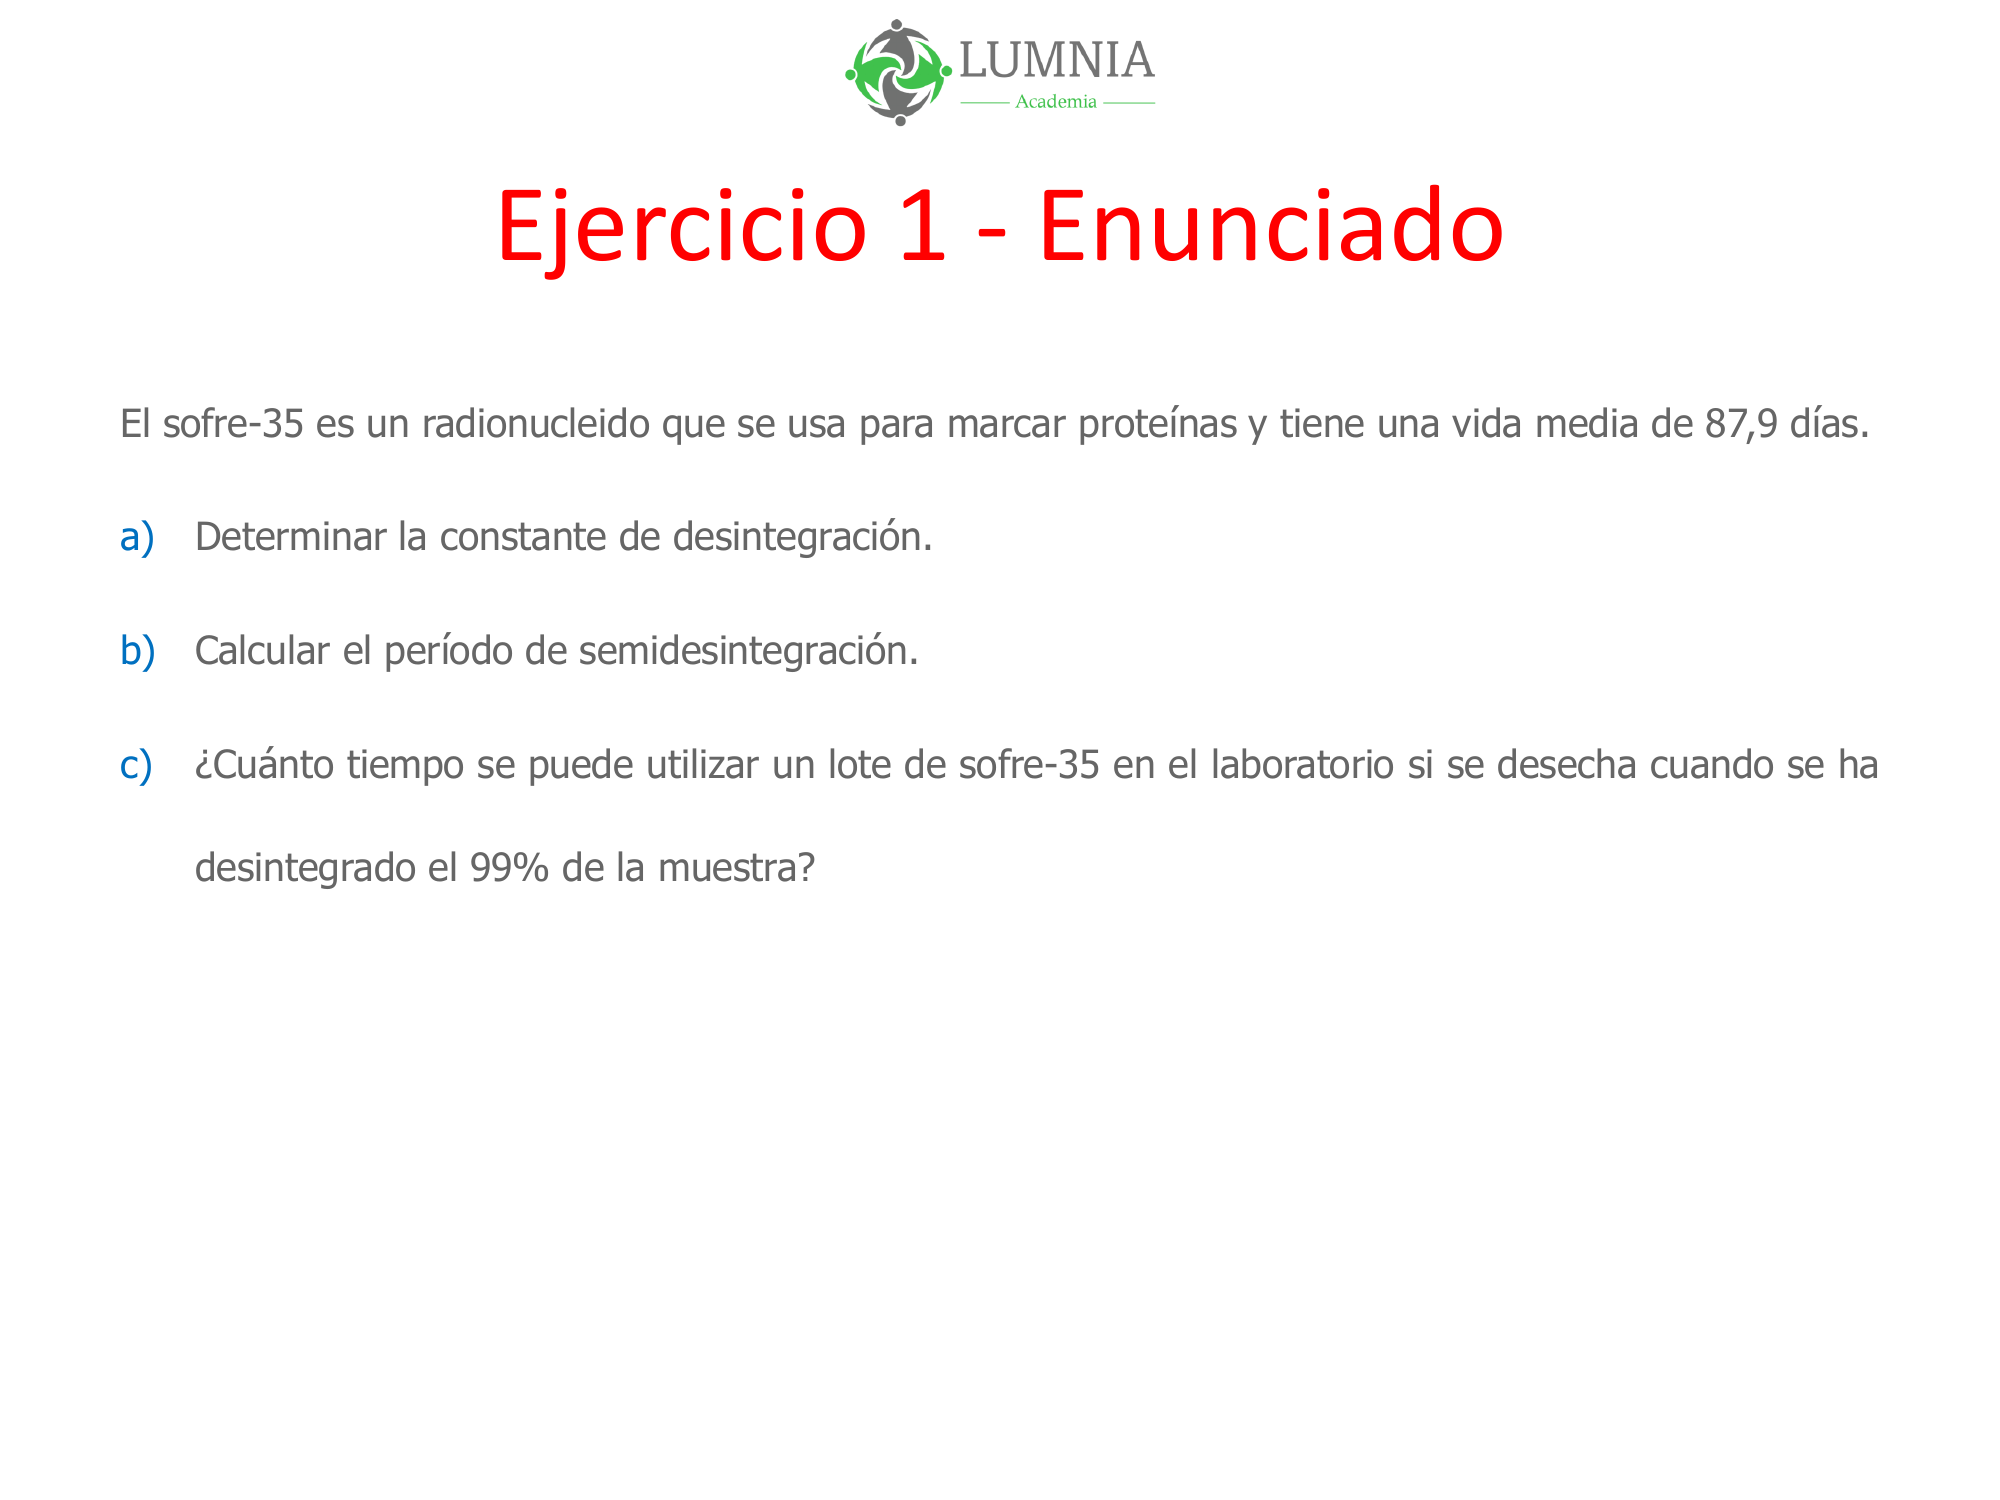 LUMNIA
Academia
Ejercicio 1 - Enunciado
El sofre-35 es un radionucleido que se usa para marcar proteínas y tiene una vida media de 87,9 días.
a) Determinar la constante de desintegración.
b) Calcular el período de semidesintegración.
c) ¿Cuánto tiempo se puede utilizar un lote de sofre-35 en el laboratorio si se desecha cuando se ha
desintegrado el 99% de la muestra?